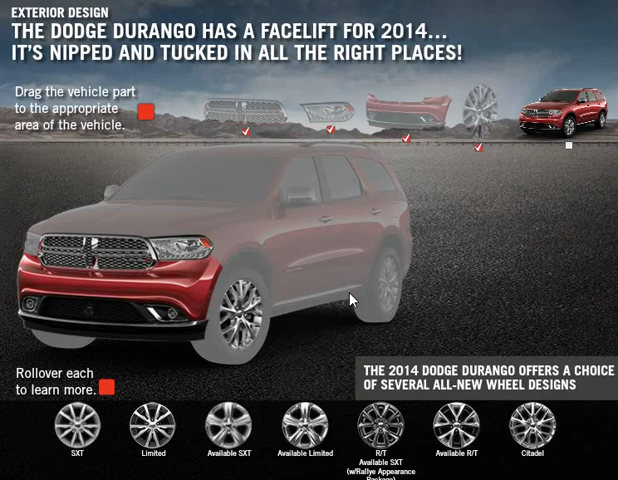 EXTERIOR DESIGN
THE DODGE DURANGO HAS A FACELIFT FOR 2014...
IT'S NIPPED AND TUCKED IN ALL THE RIGHT PLACES!
Drag the vehicle part
to the appropriate
area of the vehicle.
Rollover each
to learn more.
THE 2014 DODGE DURANGO OFFERS A CHOICE
OF SEVERAL ALL-NEW WHEEL DESIGNS
SXT
Limited
Available SXT
Available Limited
R/T
Available SXT
(w/Rallye Appearance
Package)
Available R/T
Citadel